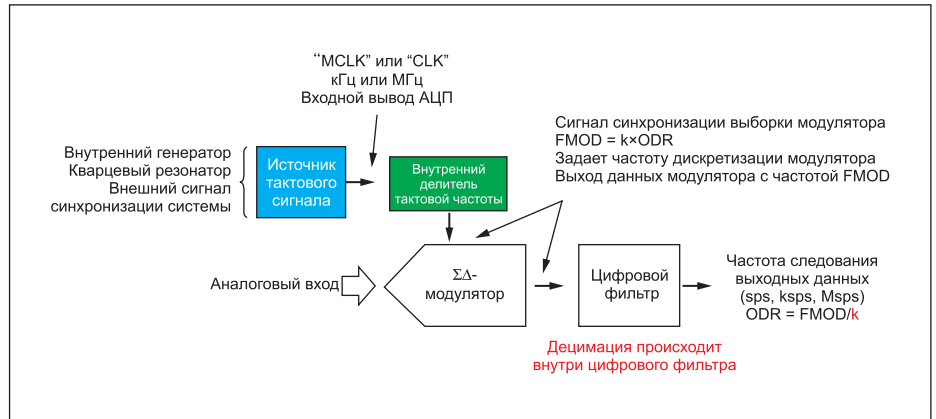 “MCLK” или “CLK”
кГц или МГц
Входной вывод АЦП
Сигнал синхронизации выборки модулятора
FMOD = k×ODR
Задает частоту дискретизации модулятора
Выход данных модулятора с частотой FMOD
Внутренний генератор
Кварцевый резонатор
Внешний сигнал
синхронизации системы
Источник
тактового
сигнала
Внутренний
делитель
тактовой частоты
Аналоговый вход
ΣΔ-
модулятор
Цифровой
фильтр
Частота следования
выходных данных
(sps, ksps, Msps)
ODR = FMOD/k
Децимация происходит
внутри цифрового фильтра